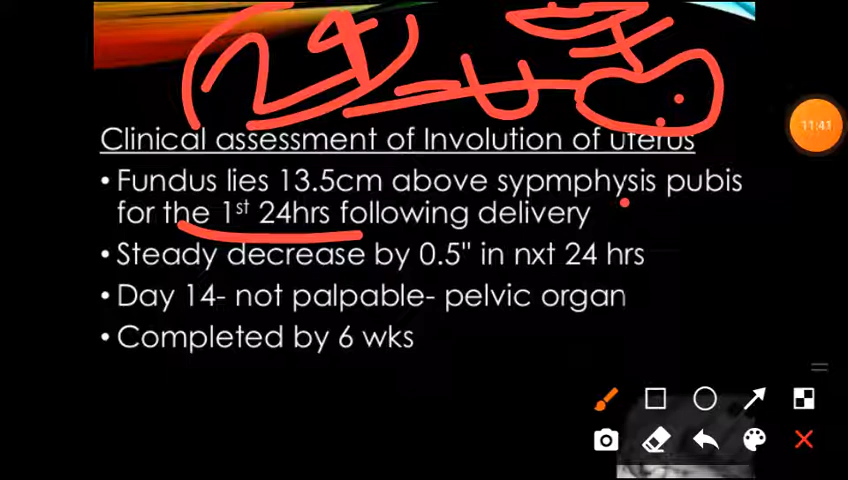 24
11:41
Clinical assessment of Involution of uterus
• Fundus lies 13.5cm above sypmphysis pubis
for the 1st 24hrs following delivery
• Steady decrease by 0.5" in nxt 24 hrs
• Day 14- not palpable- pelvic organ
• Completed by 6 wks